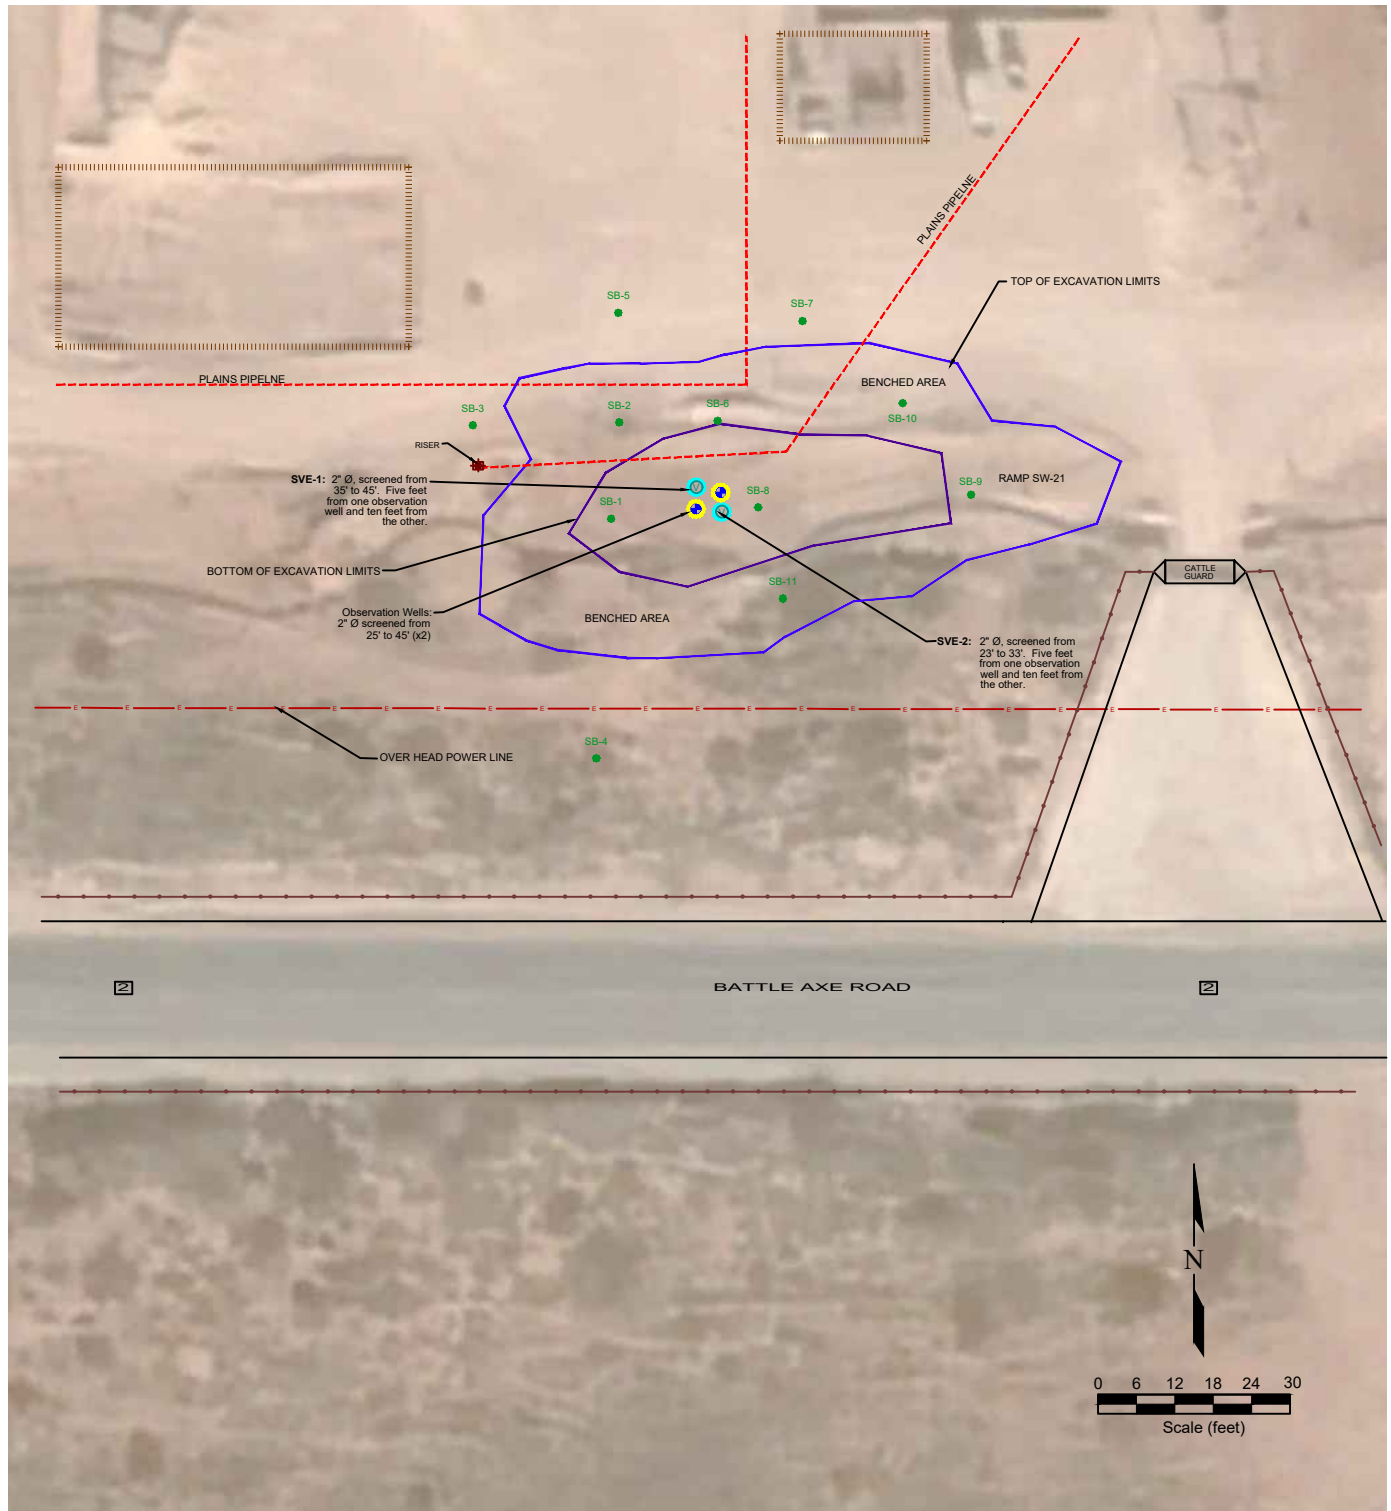 PLAINS PIPELNE
TOP OF EXCAVATION LIMITS
SB-5
SB-7
PLAINS PIPELNE
BENCHED AREA
SB-3
SB-2
SB-6
SB-10
RISER
SVE-1: 2" Ø, screened from
35' to 45'. Five feet
from one observation
well and ten feet from
the other.
V
SB-1
SB-8
V
SB-9
RAMP SW-21
BOTTOM OF EXCAVATION LIMITS
CATTLE
GUARD
SB-11
Observation Wells:
2" Ø screened from
25' to 45' (x2)
BENCHED AREA
SVE-2: 2" Ø, screened from
23' to 33'. Five feet
from one observation
well and ten feet from
the other.
E E E E E E E E E E E E E E E E E E E E E E E E E
SB-4
OVER HEAD POWER LINE
2
BATTLE AXE ROAD
2
N
0 6 12 18 24 30
Scale (feet)